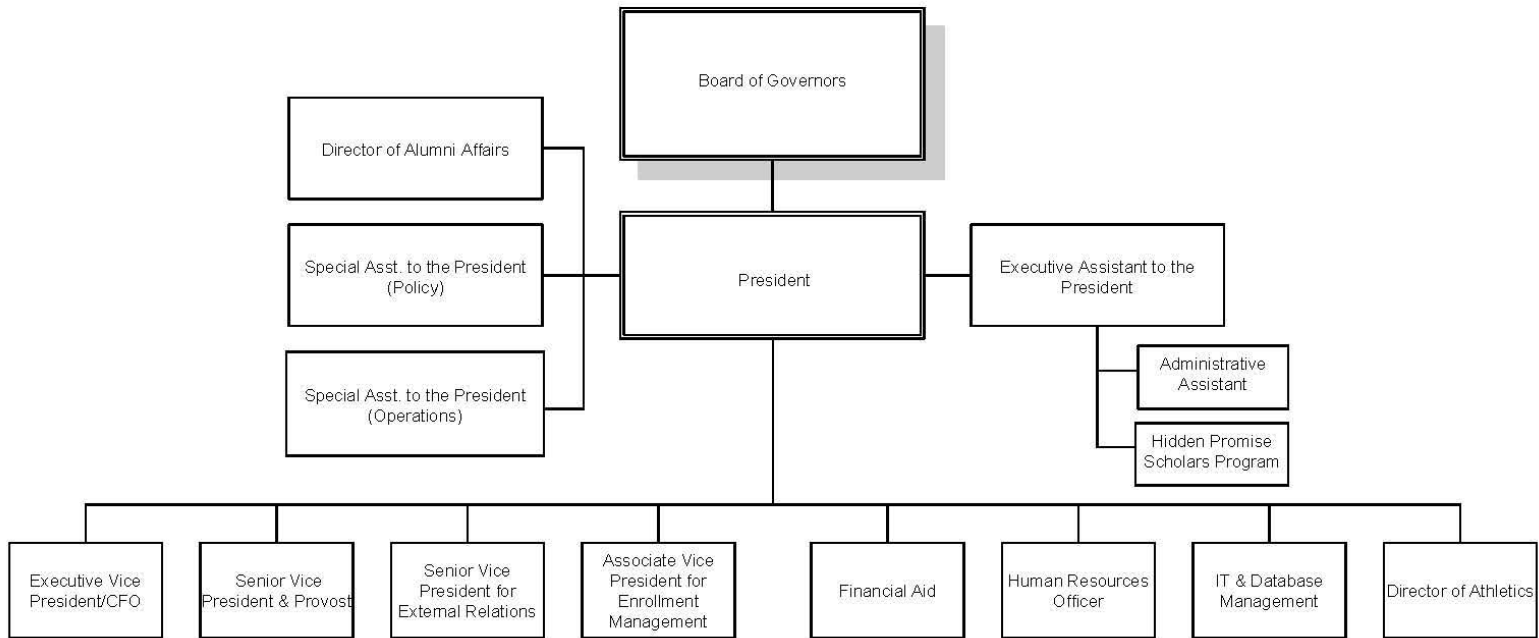 Board of Governors
Director of Alumni Affairs
Special Asst. to the President
(Policy)
President
Executive Assistant to the
President
Special Asst. to the President
(Operations)
Administrative
Assistant
Hidden Promise
Scholars Program
Executive Vice
President/CFO
Senior Vice
President & Provost
Senior Vice
President for
External Relations
Associate Vice
President for
Enrollment
Management
Financial Aid
Human Resources
Officer
IT & Database
Management
Director of Athletics